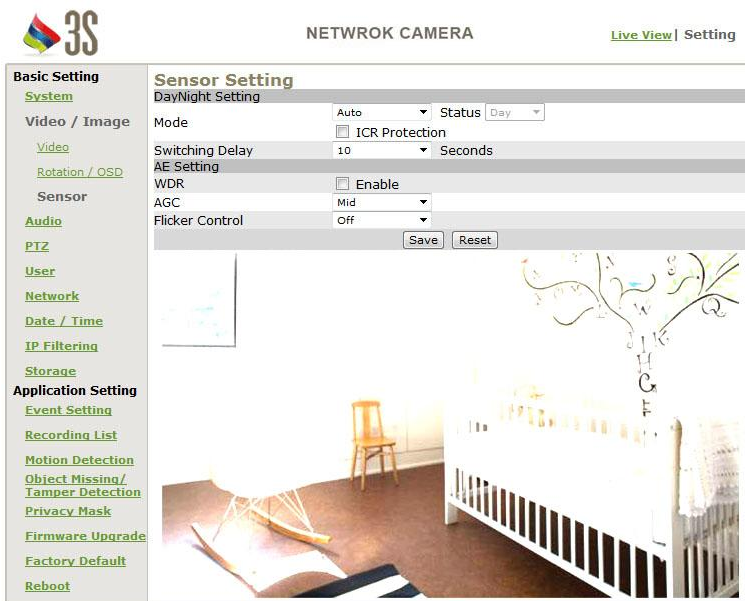 3S
NETWROK CAMERA
Live View | Setting
Basic Setting
System
Video / Image
Video
Rotation / OSD
Sensor
Audio
PTZ
User
Network
Date / Time
IP Filtering
Storage
Application Setting
Event Setting
Recording List
Motion Detection
Object Missing/
Tamper Detection
Privacy Mask
Firmware Upgrade
Factory Default
Reboot
Sensor Setting
DayNight Setting
Mode Auto Status Day
ICR Protection
Switching Delay 10 Seconds
AE Setting
WDR Enable
AGC Mid
Flicker Control Off
Save Reset
W
Q
J K
I
H
G
F